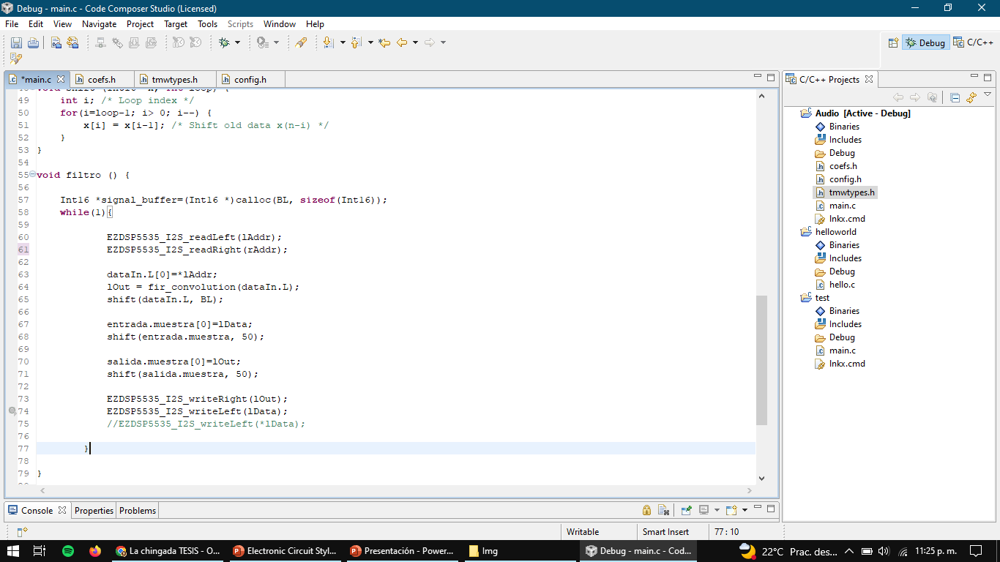 Debug - main.c - Code Composer Studio (Licensed)
File Edit View Navigate Project Target Tools Scripts Window Help
Debug C/C++
*main.c coefs.h tmwtypes.h config.h
49 int i; /* Loop index */
50 for(i=loop-1; i> 0; i--) {
51 x[i] = x[i-1]; /* Shift old data x(n-i) */
52 }
53 }
54
55 void filtro () {
56
57 Int16 *signal_buffer=(Int16 *)calloc(BL, sizeof(Int16));
58 while(1){
59
60 EZDSP5535_I2S_readLeft(lAddr);
61 EZDSP5535_I2S_readRight(rAddr);
62
63 dataIn.L[0]=*lAddr;
64 lOut = fir_convolution(dataIn.L);
65 shift(dataIn.L, BL);
66
67 entrada.muestra[0]=lData;
68 shift(entrada.muestra, 50);
69
70 salida.muestra[0]=lOut;
71 shift(salida.muestra, 50);
72
73 EZDSP5535_I2S_writeRight(lOut);
74 EZDSP5535_I2S_writeLeft(lData);
75 //EZDSP5535_I2S_writeLeft(*lData);
76
77 }
78
79 }
C/C++ Projects
Audio [Active - Debug]
Binaries
Includes
Debug
coefs.h
config.h
tmwtypes.h
main.c
lnkx.cmd
helloworld
Binaries
Includes
Debug
hello.c
test
Binaries
Includes
Debug
main.c
lnkx.cmd
Console Properties Problems
Writable Smart Insert 77 : 10
La chingada TESIS - O... Electronic Circuit Styl... Presentación - Power... Img Debug - main.c - Cod... 22°C Prac. des... 11:25 p. m.